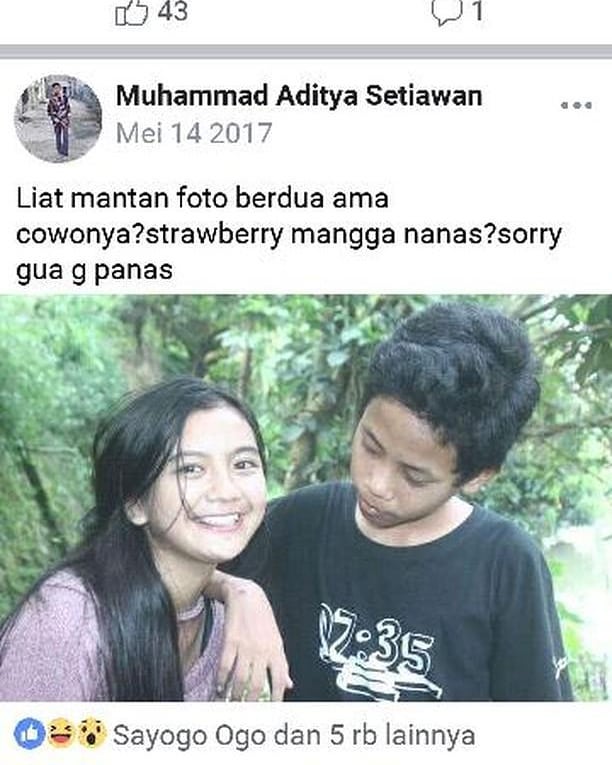 43
1
Muhammad Aditya Setiawan
Mei 14 2017
Liat mantan foto berdua ama
cowonya?strawberry mangga nanas?sorry
gua g panas
17:35
Sayogo Ogo dan 5 rb lainnya